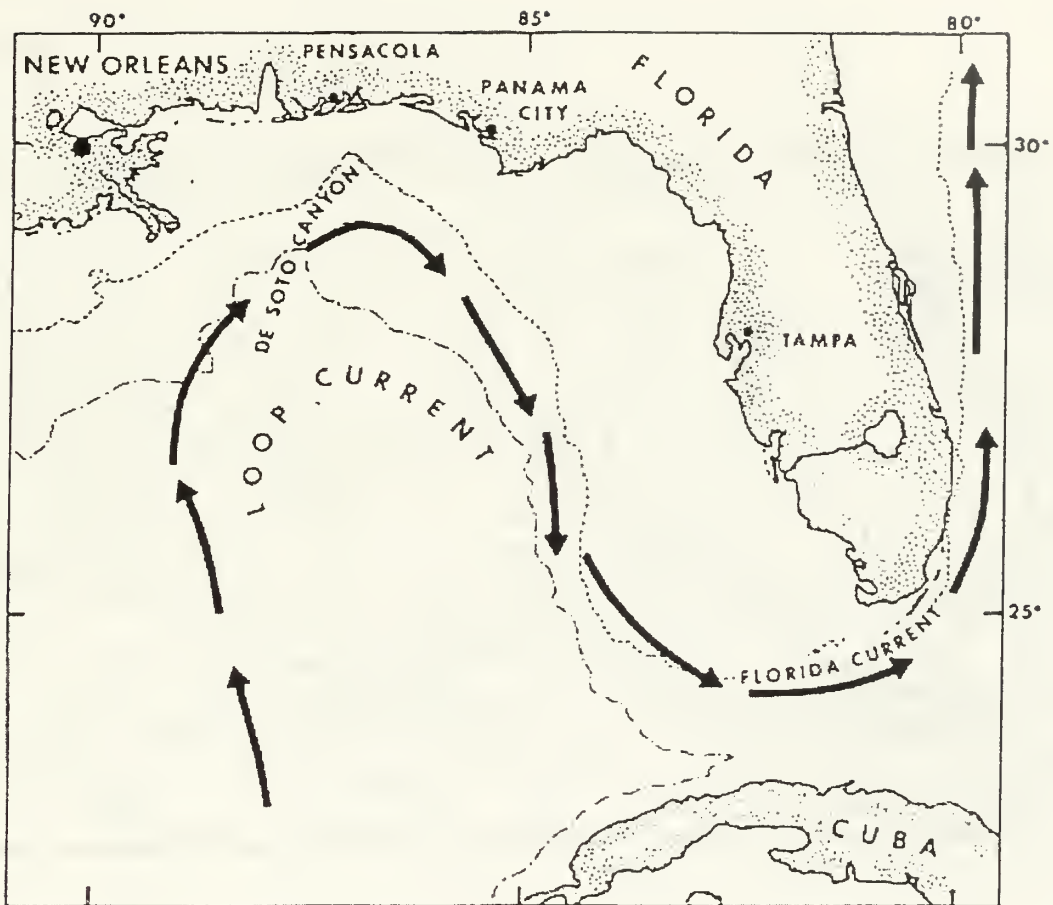 90°
85°
80°
NEW ORLEANS
PENSACOLA
PANAMA
CITY
FLORIDA
30°
DE SOTO CANYON
TAMPA
LOOP CURRENT
25°
FLORIDA CURRENT
CUBA